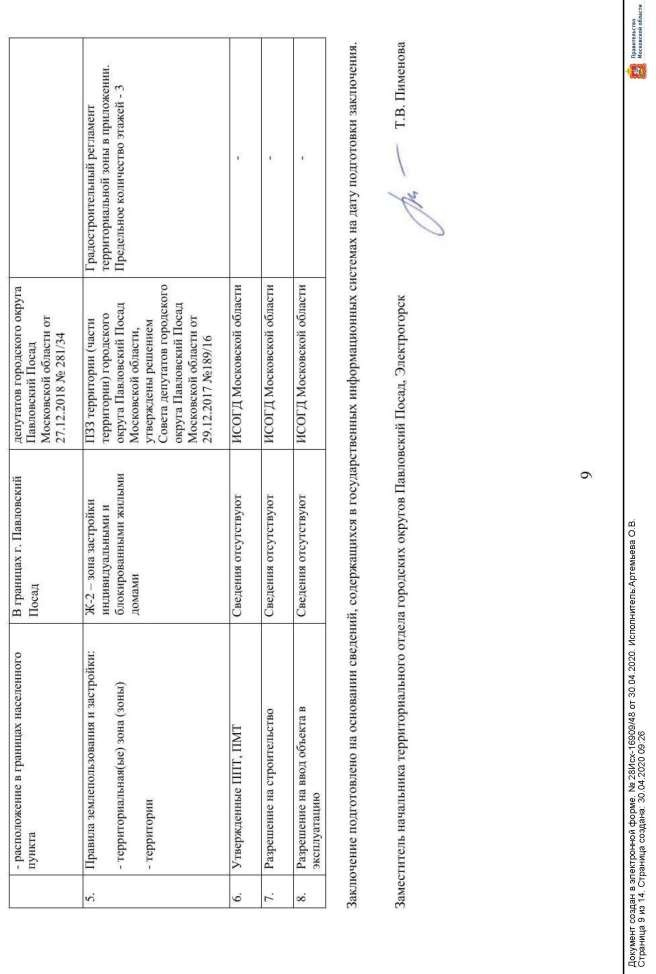 - расположение в границах населенного
пункта
В границах г. Павловский
Посад
депутатов городского округа
Павловский Посад
Московской области от
27.12.2018 № 281/34
5.
Правила землепользования и застройки:
- территориальная(ые) зона (зоны)
- территории
Ж-2 – зона застройки
индивидуальными и
блокированными жилыми
домами
ПЗЗ территории (части
территории) городского
округа Павловский Посад
Московской области,
утверждены решением
Совета депутатов городского
округа Павловский Посад
Московской области от
29.12.2017 №189/16
Градостроительный регламент
территориальной зоны в приложении.
Предельное количество этажей - 3
-
6.
Утвержденные ППТ, ПМТ
Сведения отсутствуют
ИСОГД Московской области
-
7.
Разрешение на строительство
Сведения отсутствуют
ИСОГД Московской области
-
8.
Разрешение на ввод объекта в
эксплуатацию
Сведения отсутствуют
ИСОГД Московской области
-
Заключение подготовлено на основании сведений, содержащихся в государственных информационных системах на дату подготовки заключения.
Заместитель начальника территориального отдела городских округов Павловский Посад, Электрогорск
Т.В. Пименова
9
Документ создан в электронной форме. № 28Исх-16909/48 от 30.04.2020. Исполнитель:Артемьева О.В.
Страница 9 из 14. Страница создана: 30.04.2020 09:26
Правительство
Московской области